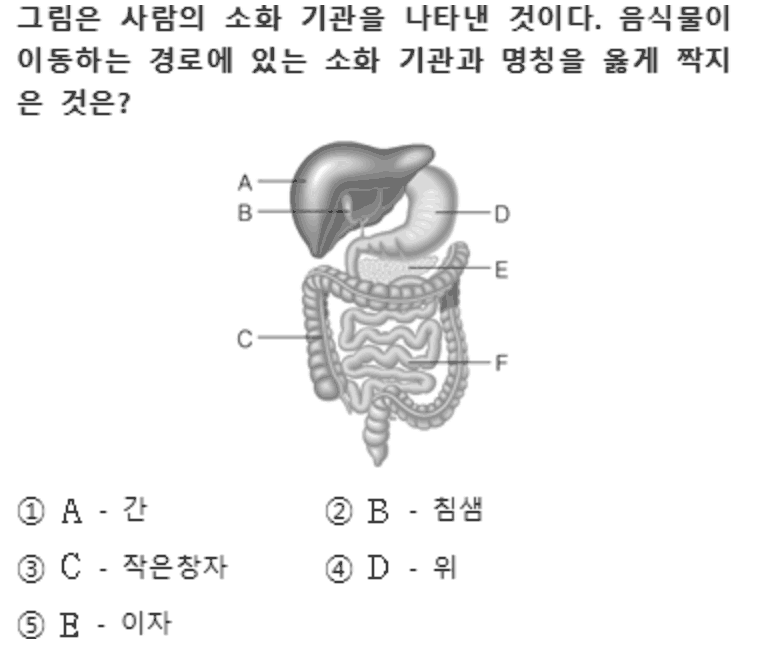 그림은 사람의 소화 기관을 나타낸 것이다. 음식물이
이동하는 경로에 있는 소화 기관과 명칭을 옳게 짝지
은 것은?
A
B
D
E
C
F
① A - 간
② B - 침샘
③ C - 작은창자
④ D - 위
⑤ E - 이자